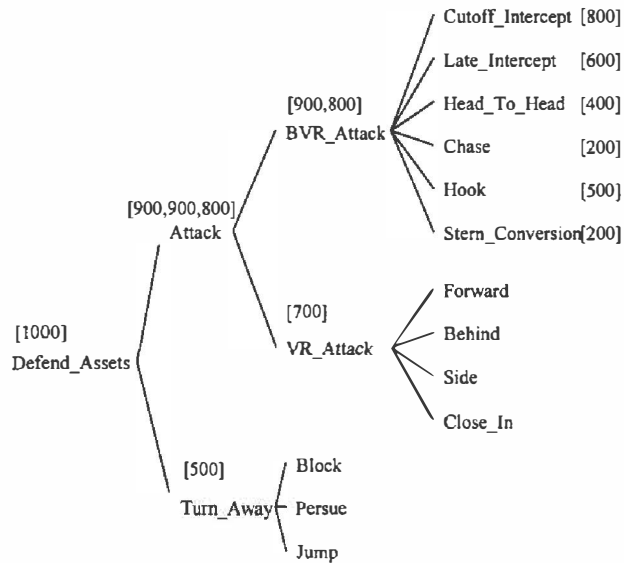 Cutoff_Intercept [800]
Late_Intercept [600]
[900,800]
Head_To_Head [400]
BVR_Attack
Chase [200]
Hook [500]
[900,900,800]
Attack
Stern_Conversion[200]
Forward
[700]
Behind
[1000]
VR_Attack
Defend_Assets
Side
Close_In
[500]
Block
Turn_Away
Persue
Jump